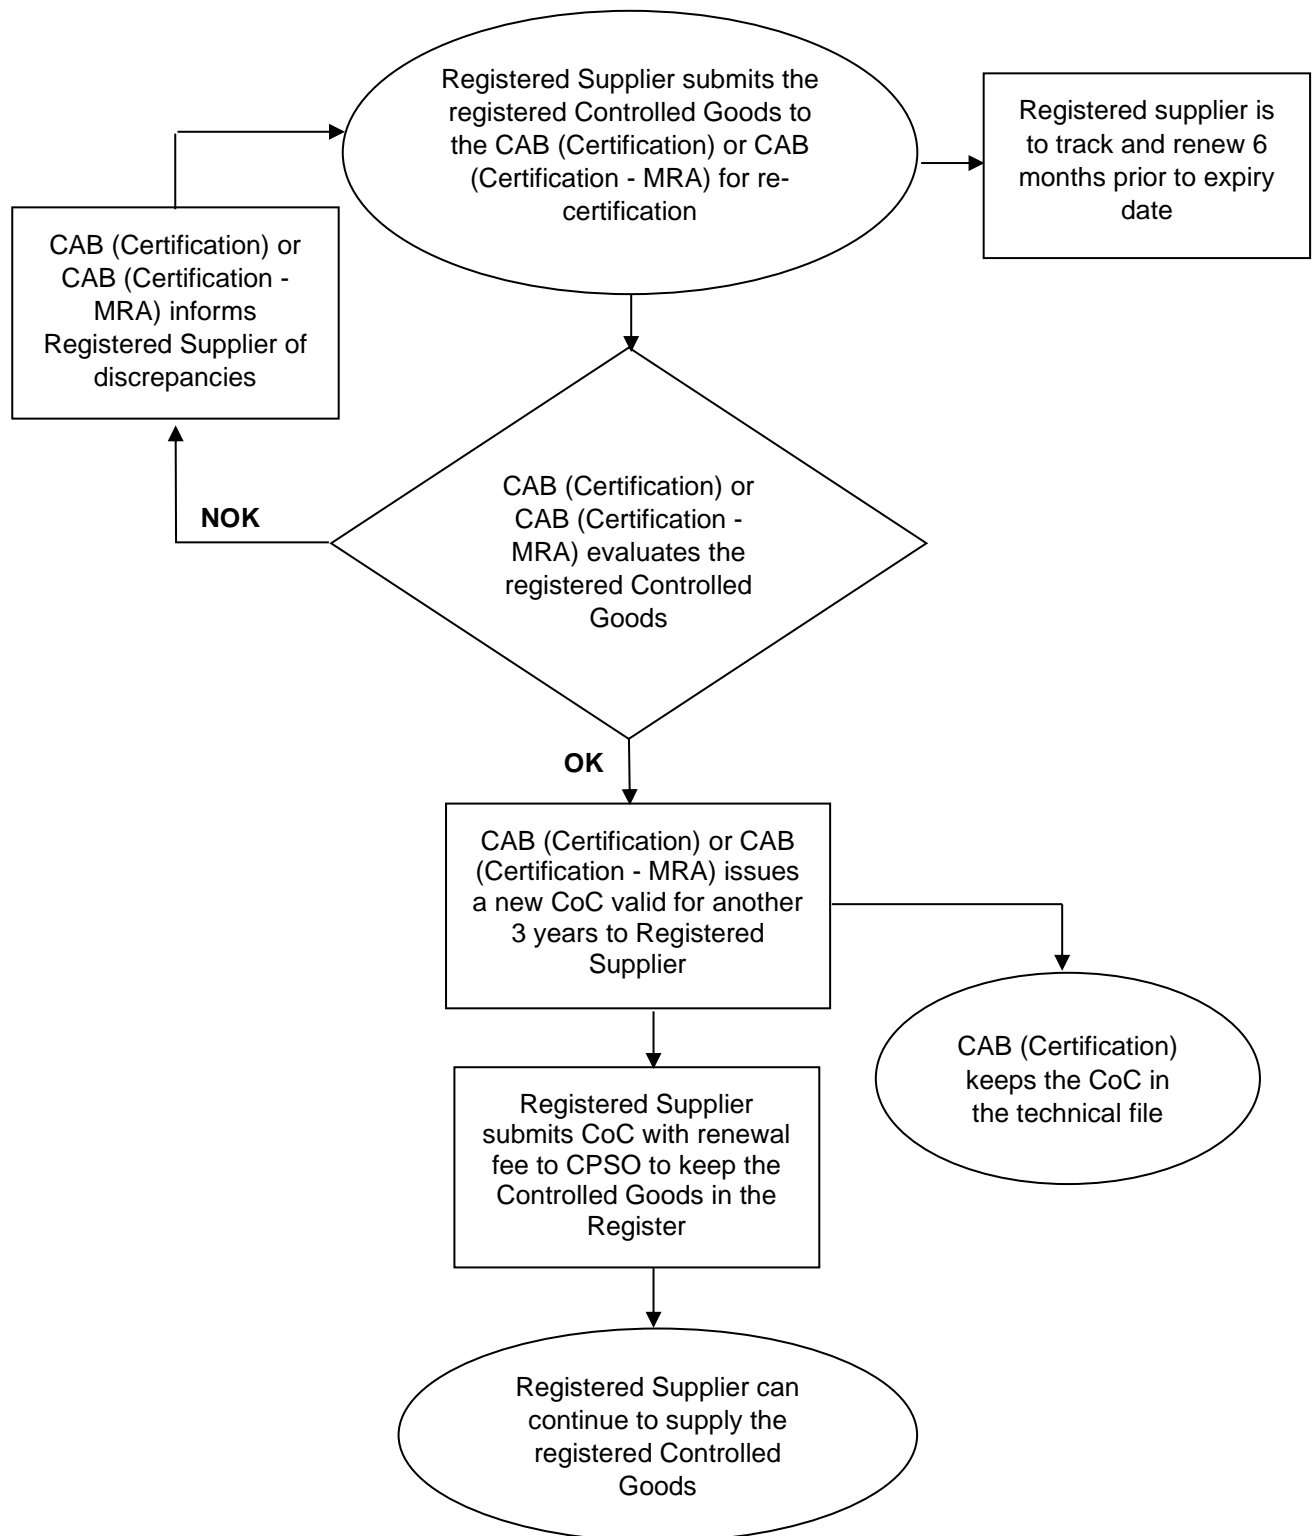 Registered Supplier submits the
registered Controlled Goods to
the CAB (Certification) or CAB
(Certification - MRA) for re-
certification
Registered supplier is
to track and renew 6
months prior to expiry
date
CAB (Certification) or
CAB (Certification -
MRA) informs
Registered Supplier of
discrepancies
CAB (Certification) or
CAB (Certification -
MRA) evaluates the
registered Controlled
Goods
NOK
OK
CAB (Certification) or CAB
(Certification - MRA) issues
a new CoC valid for another
3 years to Registered
Supplier
CAB (Certification)
keeps the CoC in
the technical file
Registered Supplier
submits CoC with renewal
fee to CPSO to keep the
Controlled Goods in the
Register
Registered Supplier can
continue to supply the
registered Controlled
Goods